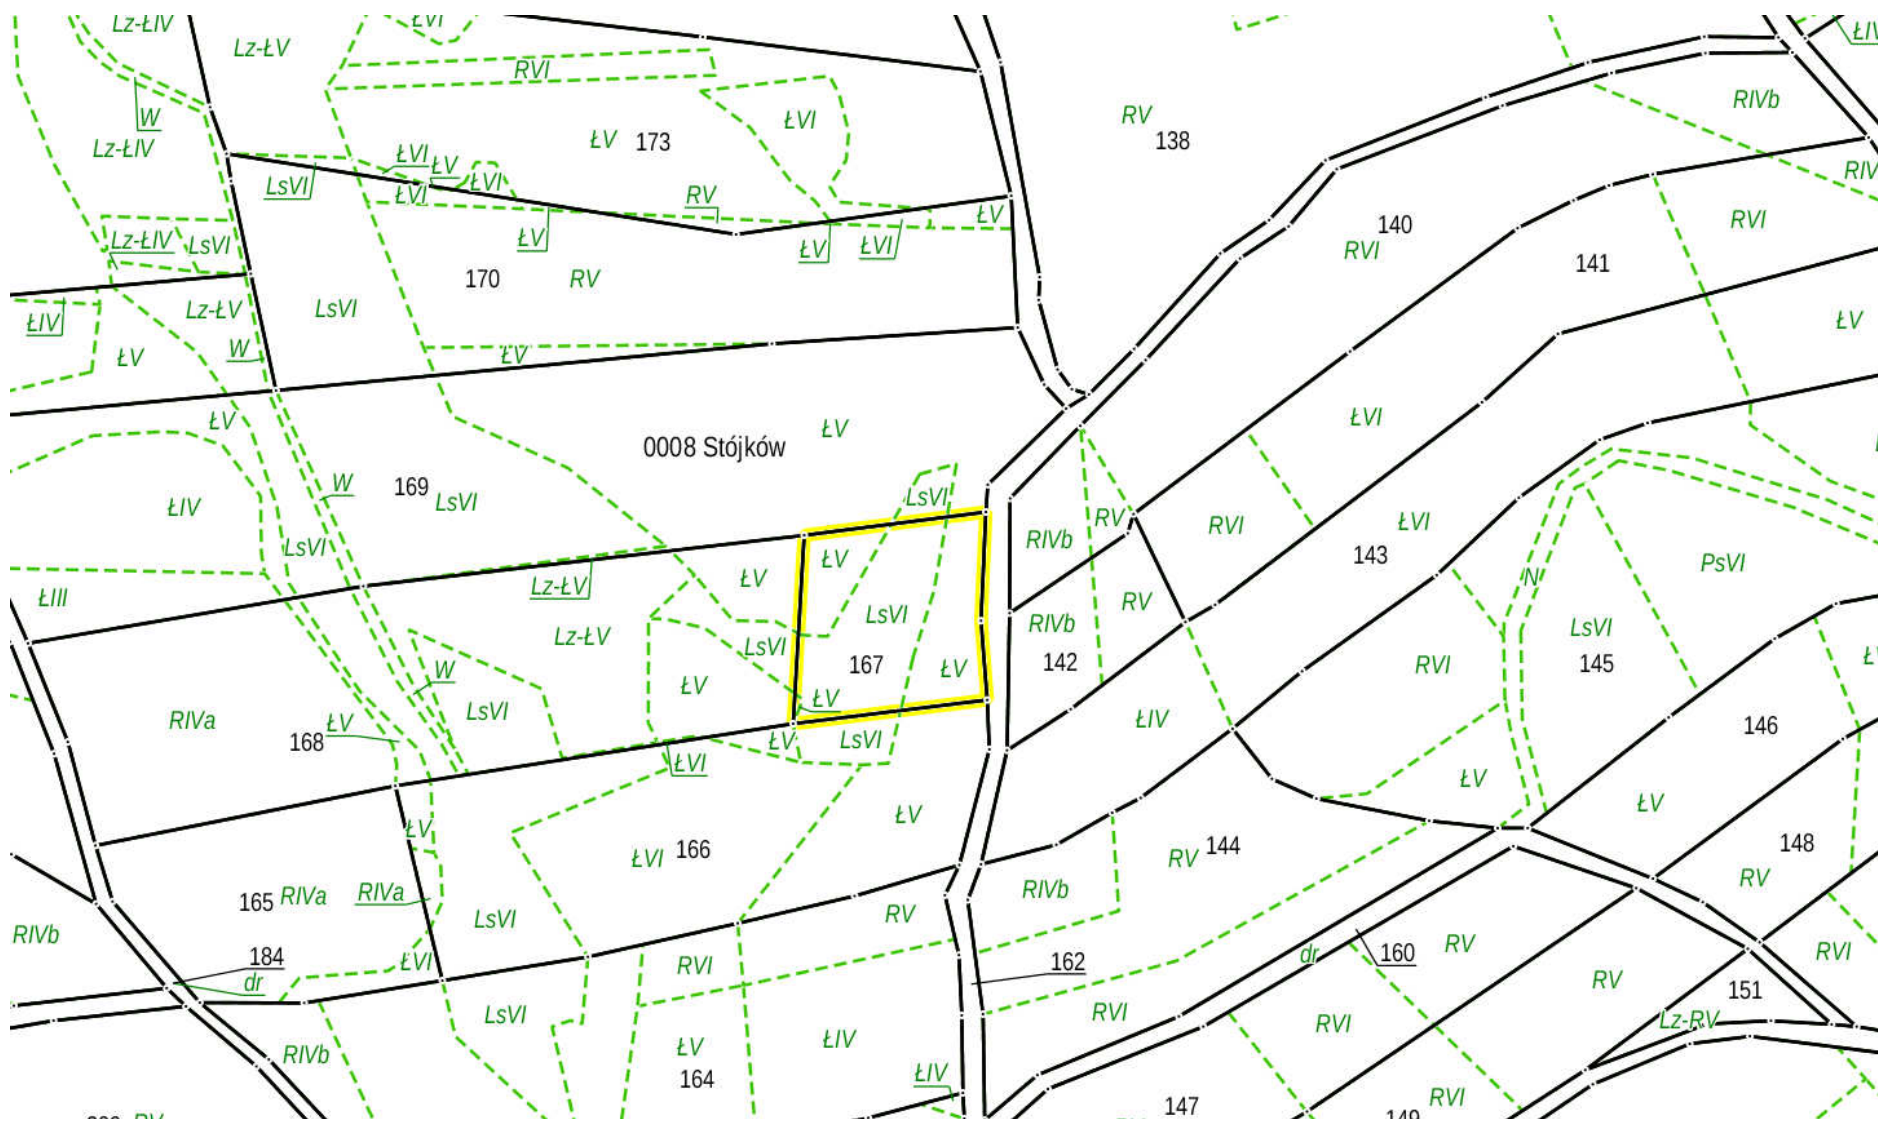 Lz-ŁIV
ŁVI
ŁIV
Lz-ŁV
RVI
RIVb
W
ŁVI
RV
138
Lz-ŁIV
ŁV 173
ŁVI
ŁV
RIV
LsVI
ŁVI
ŁVI
RV
ŁV
RVI
140
Lz-ŁIV
LsVI
ŁV
ŁV
ŁVI
RVI
141
170
RV
Lz-ŁV
LsVI
ŁIV
ŁV
W
ŁV
ŁV
ŁV
ŁV
ŁVI
0008 Stójków
W
169
LsVI
LsVI
ŁIV
ŁVI
RV
RVI
LsVI
RIVb
143
ŁV
ŁV
PsVI
N
Lz-ŁV
ŁIII
RV
LsVI
RIVb
LsVI
Lz-ŁV
LsVI
167
142
RVI
145
W
ŁV
ŁV
ŁV
LsVI
RIVa
ŁV
168
ŁIV
146
ŁV
LsVI
ŁVI
ŁV
ŁV
ŁV
ŁV
ŁVI 166
RV 144
148
RV
165 RIVa
RIVa
RIVb
LsVI
RV
RIVb
RV
RVI
184
dr
ŁVI
RVI
162
dr
160
RV
151
LsVI
RVI
RVI
Lz-RV
RIVb
ŁV
ŁIV
164
ŁIV
RVI
147
149
RV